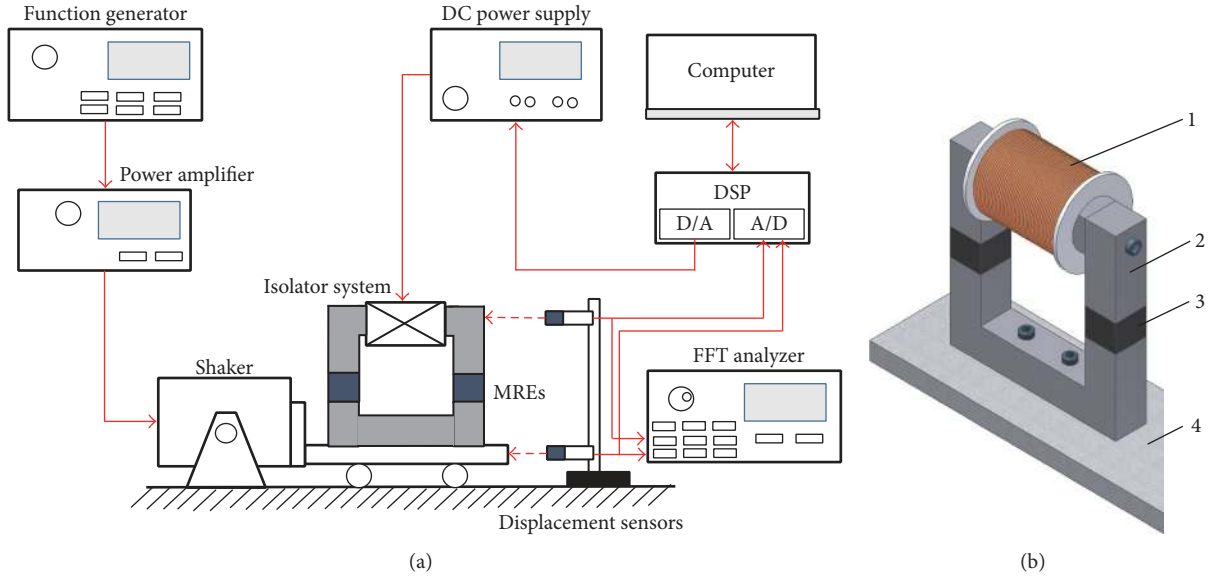 Function generator
DC power supply
Computer
Power amplifier
DSP
D/A
A/D
Isolator system
Shaker
MREs
FFT analyzer
Displacement sensors
(a)
1
2
3
4
(b)